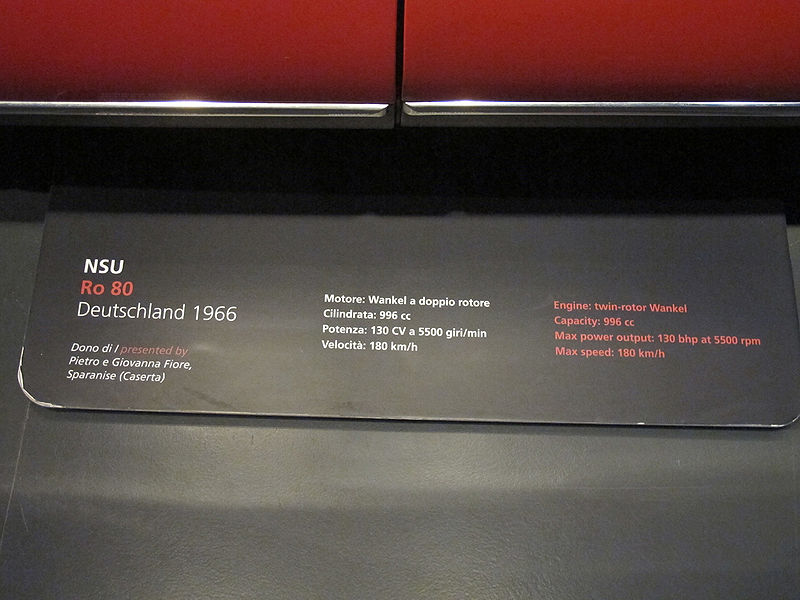 NSU
Ro 80
Deutschland 1966
Dono di / presented by
Pietro e Giovanna Fiore,
Sparanise (Caserta)
Motore: Wankel a doppio rotore
Cilindrata: 996 cc
Potenza: 130 CV a 5500 giri/min
Velocità: 180 km/h
Engine: twin-rotor Wankel
Capacity: 996 cc
Max power output: 130 bhp at 5500 rpm
Max speed: 180 km/h